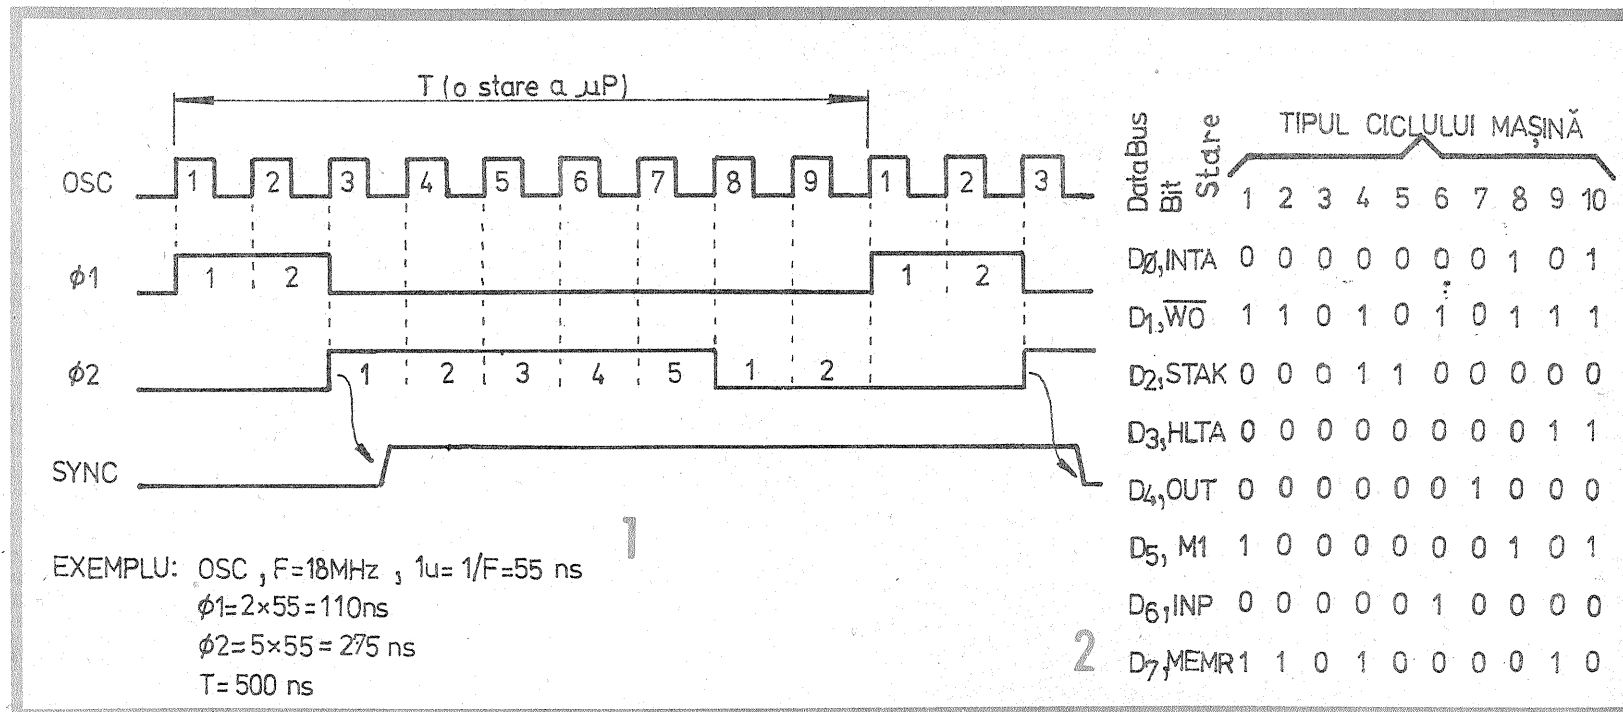 T (o stare a µP)
OSC 1 2 3 4 5 6 7 8 9 1 2 3
φ1 1 2 1 2
φ2 1 2 3 4 5 1 2
SYNC
1
EXEMPLU: OSC, F=18MHz, 1u=1/F=55 ns
φ1=2×55=110ns
φ2=5×55=275 ns
T=500 ns
2
DataBus Bit Stare
TIPUL CICLULUI MAȘINĂ
1 2 3 4 5 6 7 8 9 10
DØ,INTA 0 0 0 0 0 0 0 1 0 1
D1,W̅O̅ 1 1 0 1 0 1 0 1 1 1
D2,STAK 0 0 0 1 1 0 0 0 0 0
D3,HLTA 0 0 0 0 0 0 0 0 1 1
D4,OUT 0 0 0 0 0 0 1 0 0 0
D5, M1 1 0 0 0 0 0 0 1 0 1
D6,INP 0 0 0 0 0 1 0 0 0 0
D7,MEMR 1 1 0 1 0 0 0 0 1 0